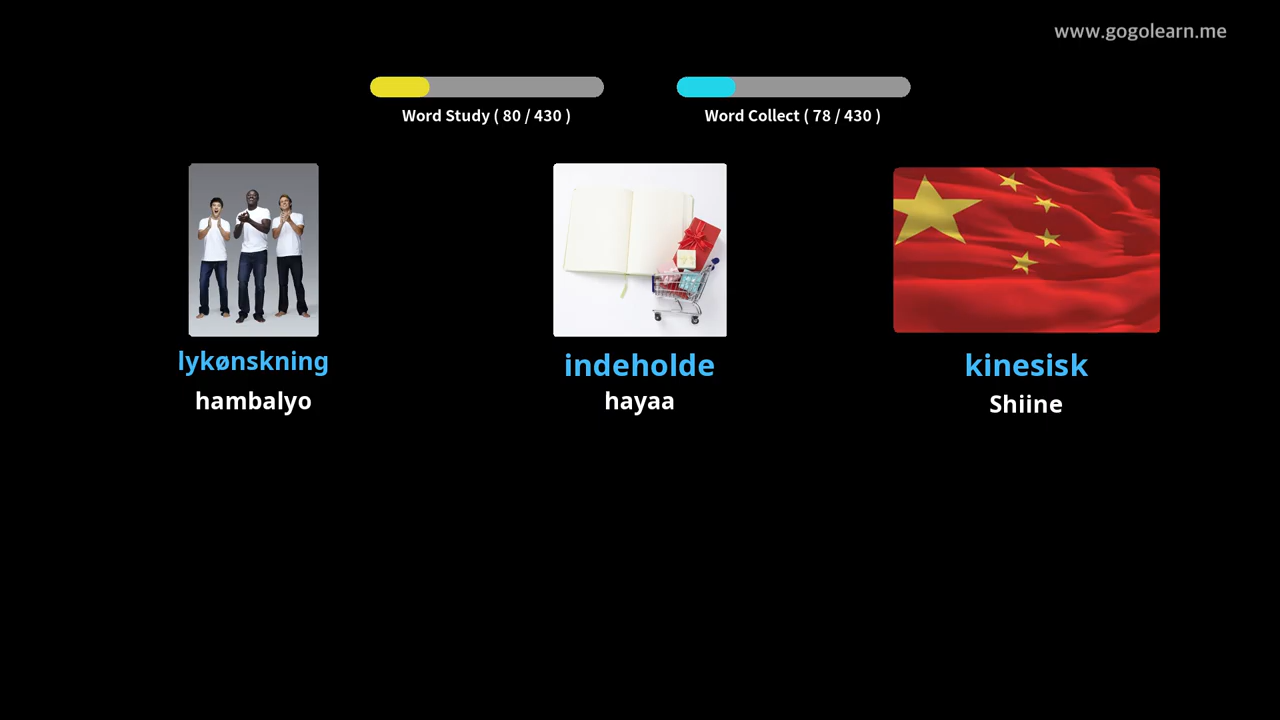 www.gogolearn.me
Word Study ( 80 / 430 )
Word Collect ( 78 / 430 )
lykønskning
hambalyo
indeholde
hayaa
kinesisk
Shiine